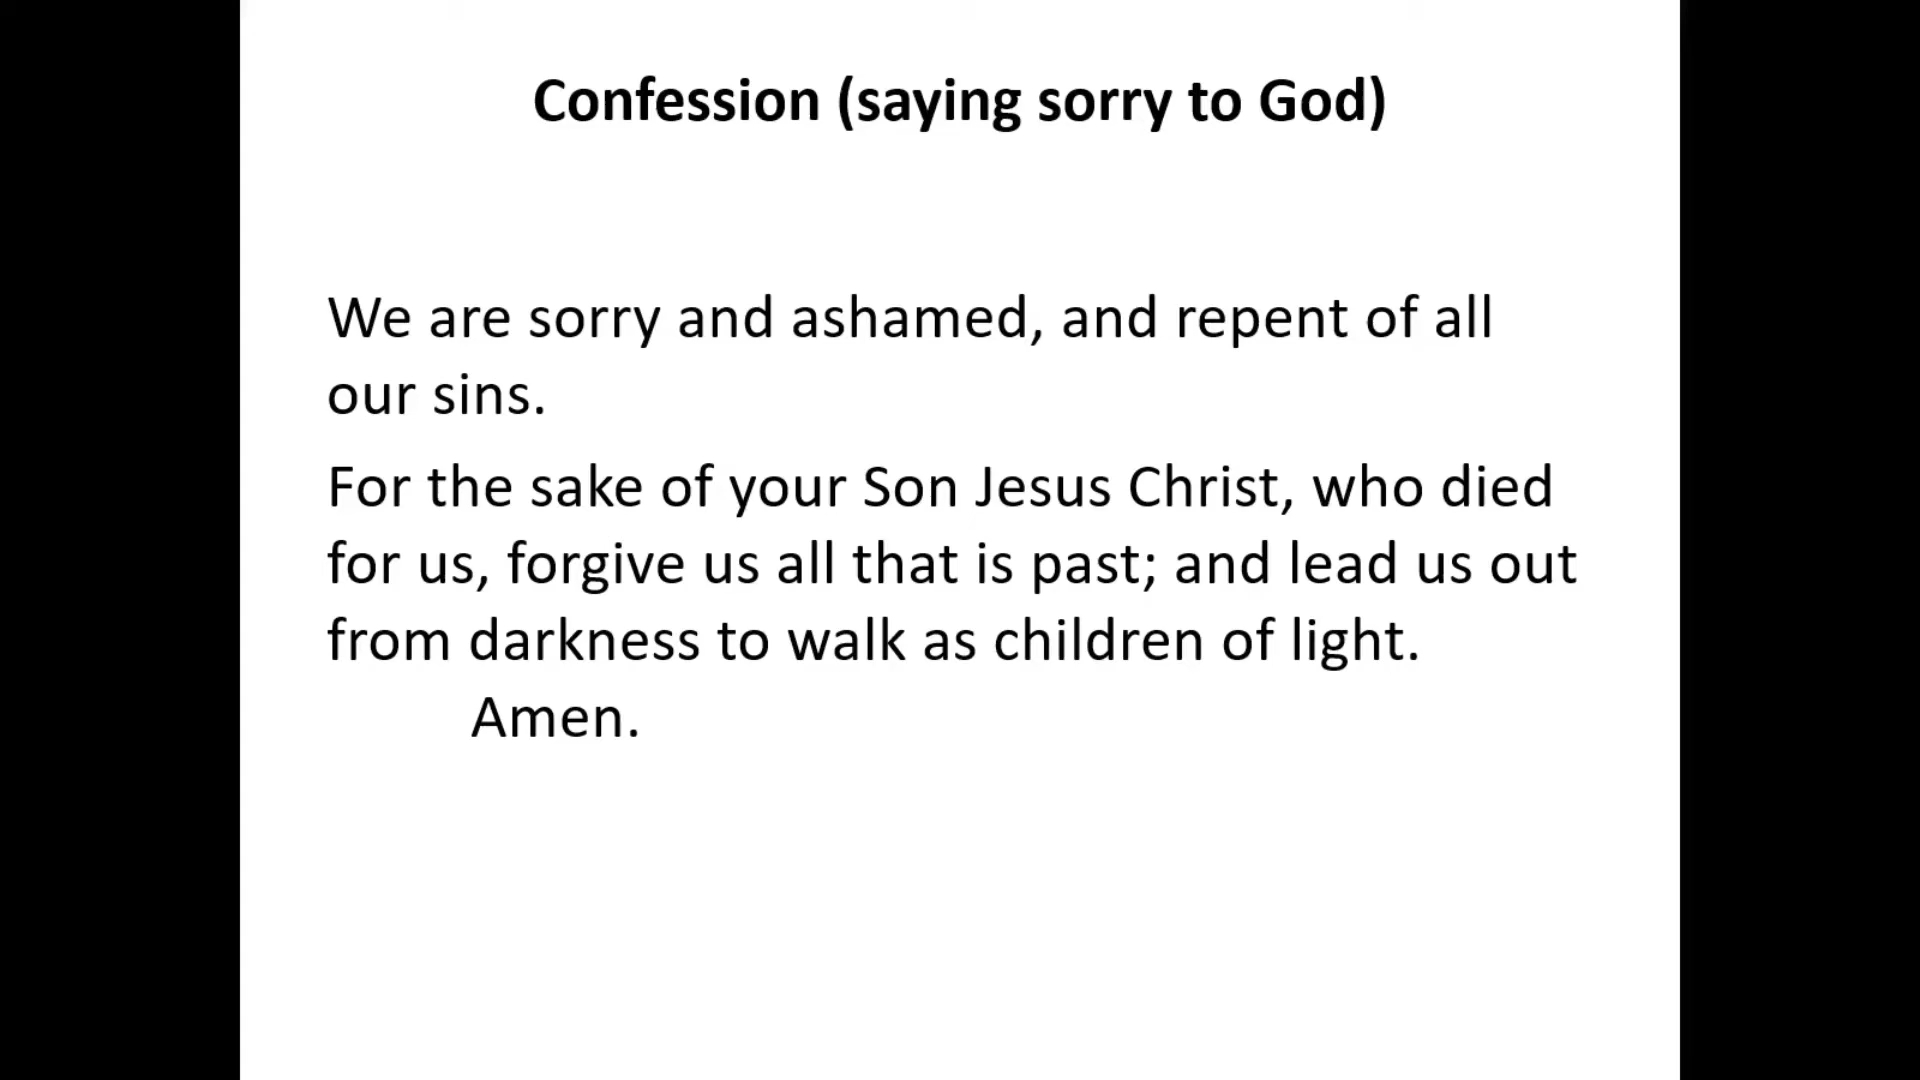 Confession (saying sorry to God)
We are sorry and ashamed, and repent of all
our sins.
For the sake of your Son Jesus Christ, who died
for us, forgive us all that is past; and lead us out
from darkness to walk as children of light.
Amen.